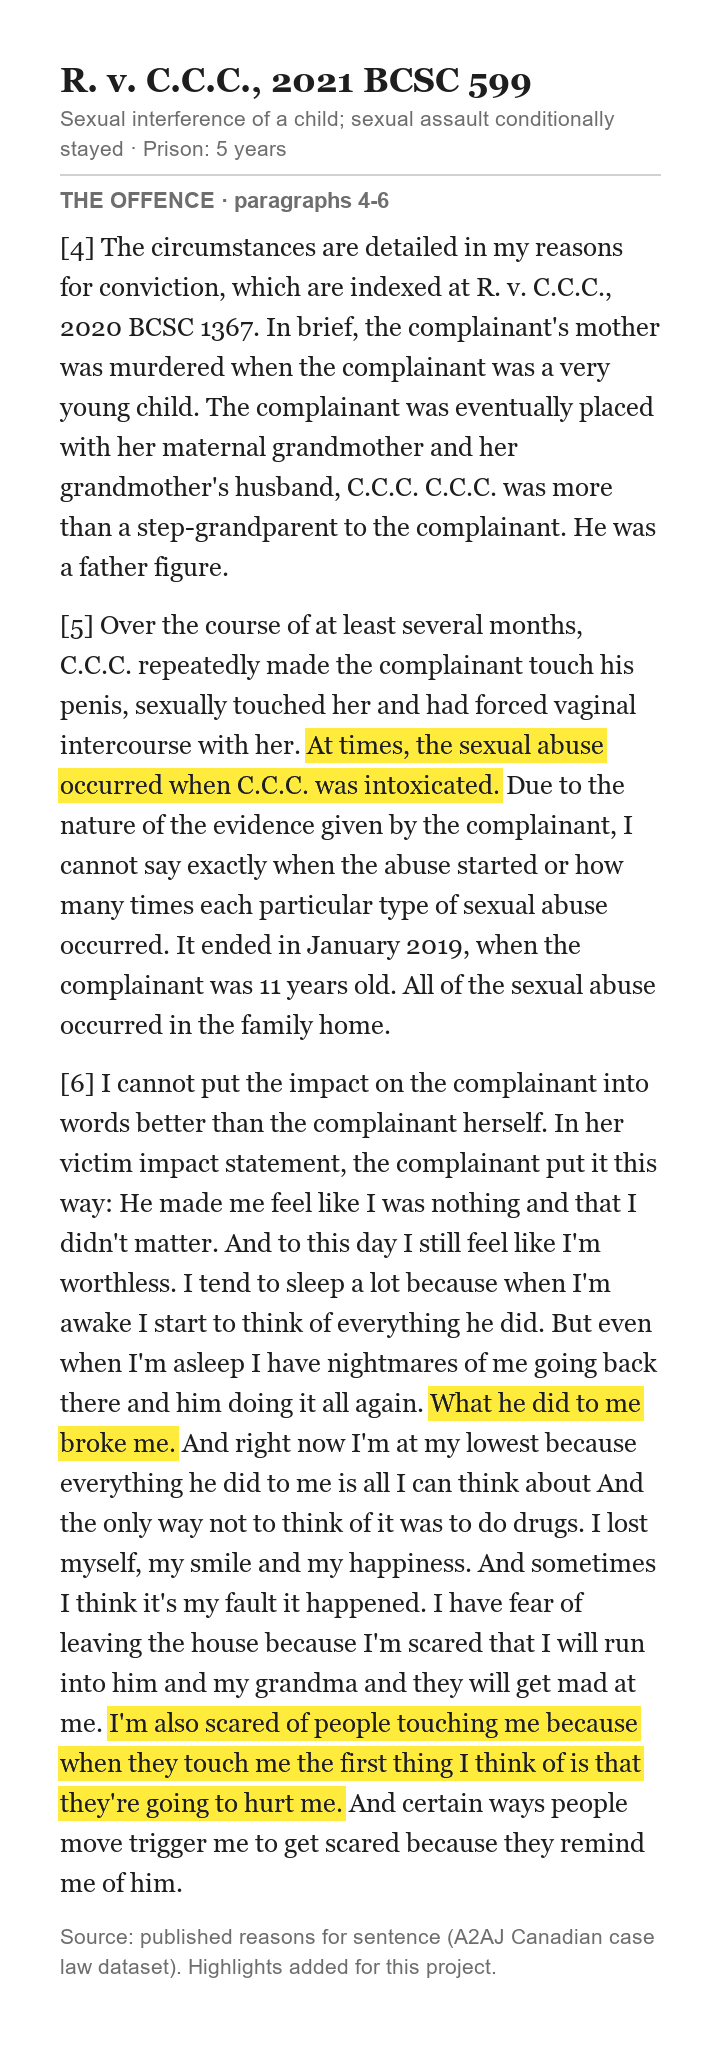 R. v. C.C.C., 2021 BCSC 599
Sexual interference of a child; sexual assault conditionally
stayed · Prison: 5 years
THE OFFENCE · paragraphs 4-6
[4] The circumstances are detailed in my reasons
for conviction, which are indexed at R. v. C.C.C.,
2020 BCSC 1367. In brief, the complainant's mother
was murdered when the complainant was a very
young child. The complainant was eventually placed
with her maternal grandmother and her
grandmother's husband, C.C.C. C.C.C. was more
than a step-grandparent to the complainant. He was
a father figure.
[5] Over the course of at least several months,
C.C.C. repeatedly made the complainant touch his
penis, sexually touched her and had forced vaginal
intercourse with her. At times, the sexual abuse
occurred when C.C.C. was intoxicated. Due to the
nature of the evidence given by the complainant, I
cannot say exactly when the abuse started or how
many times each particular type of sexual abuse
occurred. It ended in January 2019, when the
complainant was 11 years old. All of the sexual abuse
occurred in the family home.
[6] I cannot put the impact on the complainant into
words better than the complainant herself. In her
victim impact statement, the complainant put it this
way: He made me feel like I was nothing and that I
didn't matter. And to this day I still feel like I'm
worthless. I tend to sleep a lot because when I'm
awake I start to think of everything he did. But even
when I'm asleep I have nightmares of me going back
there and him doing it all again. What he did to me
broke me. And right now I'm at my lowest because
everything he did to me is all I can think about And
the only way not to think of it was to do drugs. I lost
myself, my smile and my happiness. And sometimes
I think it's my fault it happened. I have fear of
leaving the house because I'm scared that I will run
into him and my grandma and they will get mad at
me. I'm also scared of people touching me because
when they touch me the first thing I think of is that
they're going to hurt me. And certain ways people
move trigger me to get scared because they remind
me of him.
Source: published reasons for sentence (A2AJ Canadian case
law dataset). Highlights added for this project.